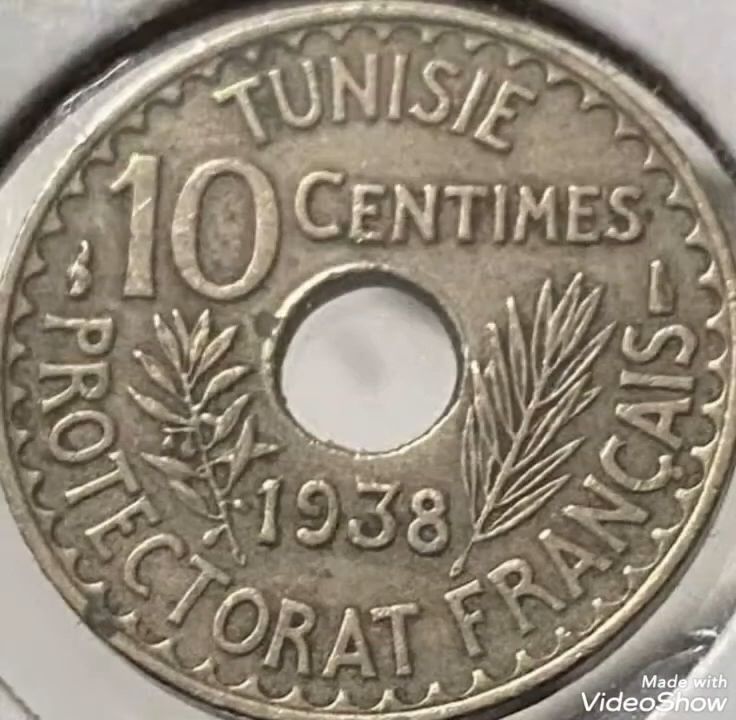 TUNISIE
10 CENTIMES
1938
PROTECTORAT FRANÇAIS
Made with
VideoShow